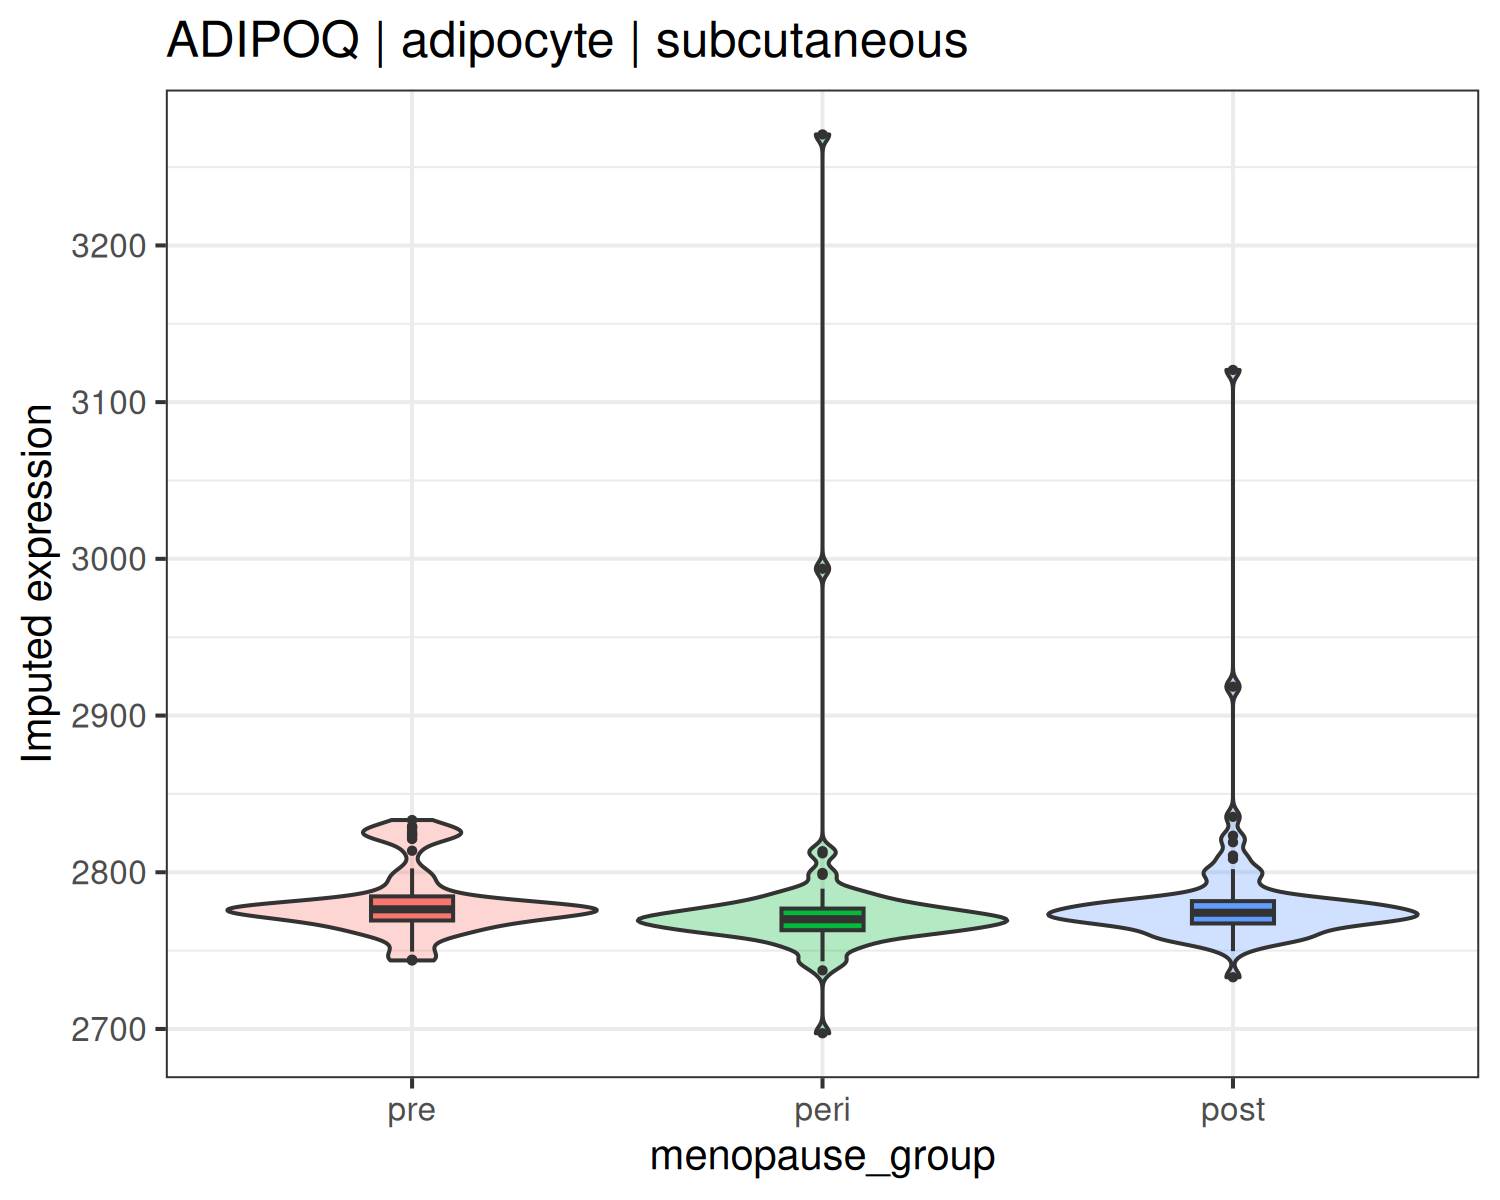 ADIPOQ | adipocyte | subcutaneous
Imputed expression
3200
3100
3000
2900
2800
2700
pre peri post
menopause_group